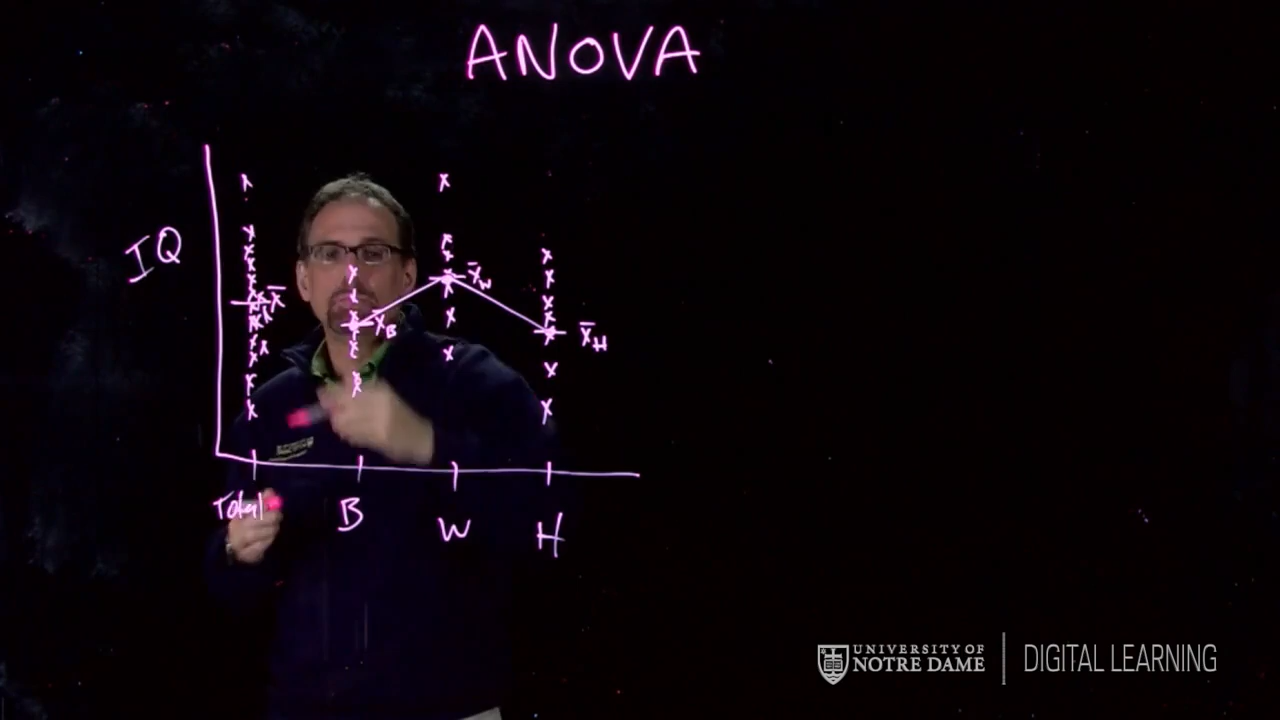 ANOVA
IQ
X̄
X̄B
X̄W
X̄H
Total B W H
UNIVERSITY OF
NOTRE DAME
DIGITAL LEARNING